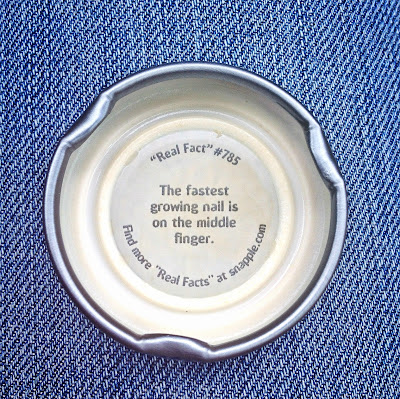 "Real Fact" #785
The fastest
growing nail is
on the middle
finger.
Find more "Real Facts" at snapple.com